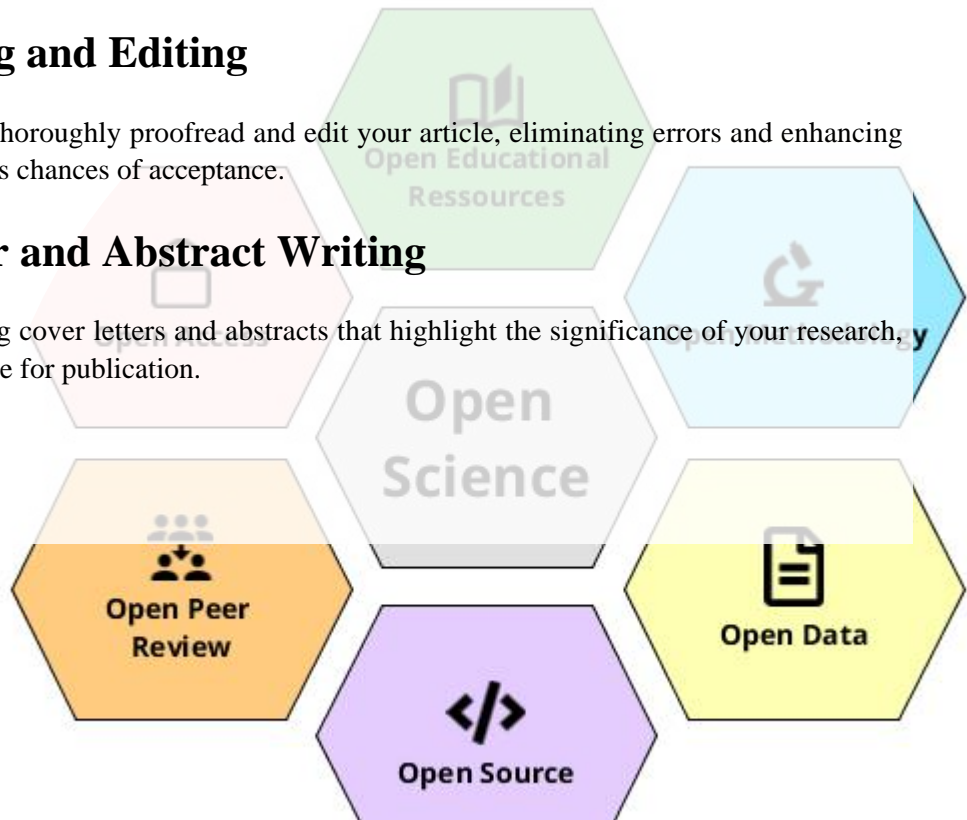 g and Editing
horoughly proofread and edit your article, eliminating errors and enhancing
s chances of acceptance.
r and Abstract Writing
g cover letters and abstracts that highlight the significance of your research,
e for publication.
Open Educational
Ressources
Open Access
Open Methodology
Open
Science
Open Peer
Review
Open Data
</> 
Open Source